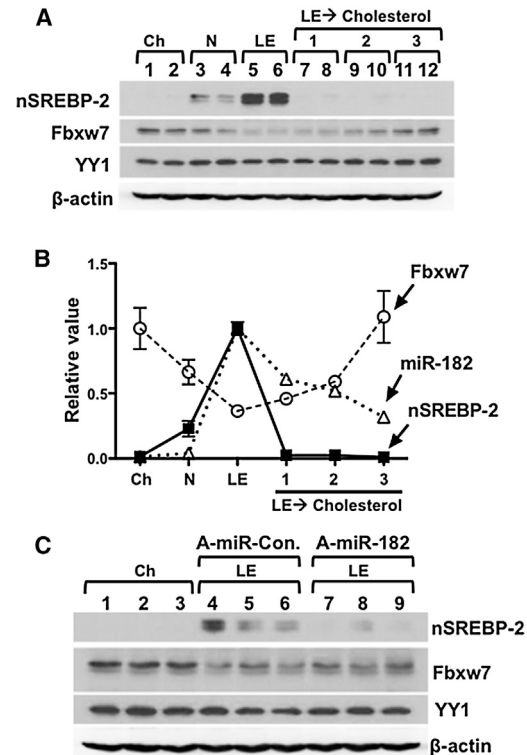 A
LE→ Cholesterol
Ch N LE 1 2 3
1 2 3 4 5 6 7 8 9 10 11 12
nSREBP-2
Fbxw7
YY1
β-actin
B
Relative value
1.5
1.0
0.5
0.0
Fbxw7
miR-182
nSREBP-2
Ch N LE 1 2 3
LE→ Cholesterol
C
A-miR-Con. A-miR-182
Ch LE LE
1 2 3 4 5 6 7 8 9
nSREBP-2
Fbxw7
YY1
β-actin